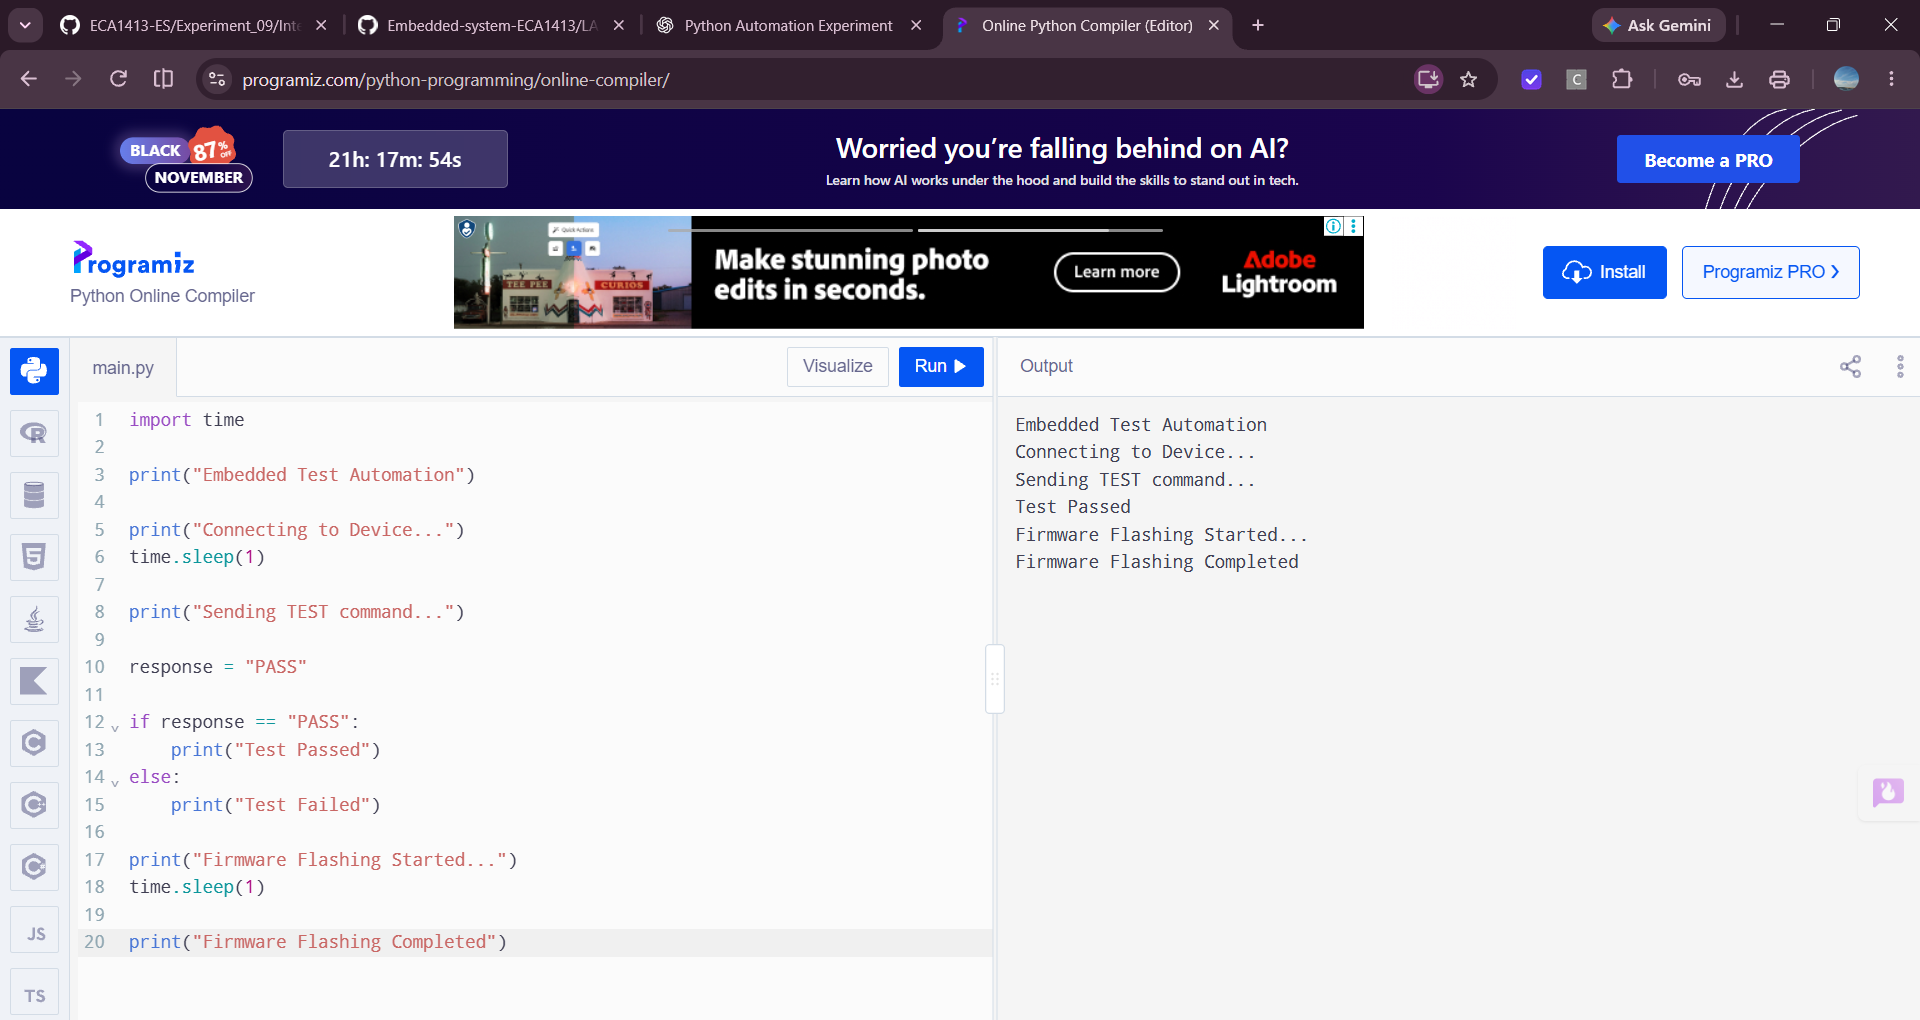 ECA1413-ES/Experiment_09/Inte
Embedded-system-ECA1413/LA
Python Automation Experiment
Online Python Compiler (Editor)
Ask Gemini
programiz.com/python-programming/online-compiler/
C
BLACK
87% OFF
NOVEMBER
21h: 17m: 54s
Worried you’re falling behind on AI?
Learn how AI works under the hood and build the skills to stand out in tech.
Become a PRO
Programiz
Python Online Compiler
Quick Actions
TEE PEE
CURIOS
Make stunning photo
edits in seconds.
Learn more
Adobe
Lightroom
Install
Programiz PRO
main.py
Visualize
Run
Output
1 import time
2
3 print("Embedded Test Automation")
4
5 print("Connecting to Device...")
6 time.sleep(1)
7
8 print("Sending TEST command...")
9
10 response = "PASS"
11
12 if response == "PASS":
13     print("Test Passed")
14 else:
15     print("Test Failed")
16
17 print("Firmware Flashing Started...")
18 time.sleep(1)
19
20 print("Firmware Flashing Completed")
Embedded Test Automation
Connecting to Device...
Sending TEST command...
Test Passed
Firmware Flashing Started...
Firmware Flashing Completed
R
5
C
C
C
JS
TS